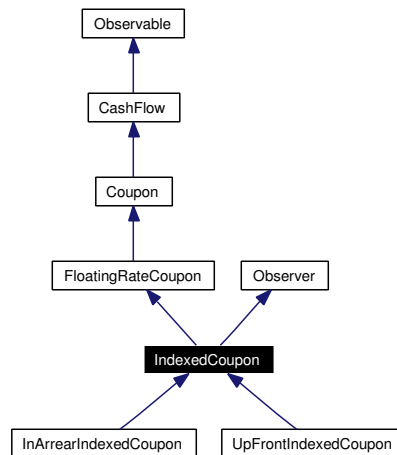 Observable
CashFlow
Coupon
FloatingRateCoupon
Observer
IndexedCoupon
InArrearIndexedCoupon
UpFrontIndexedCoupon